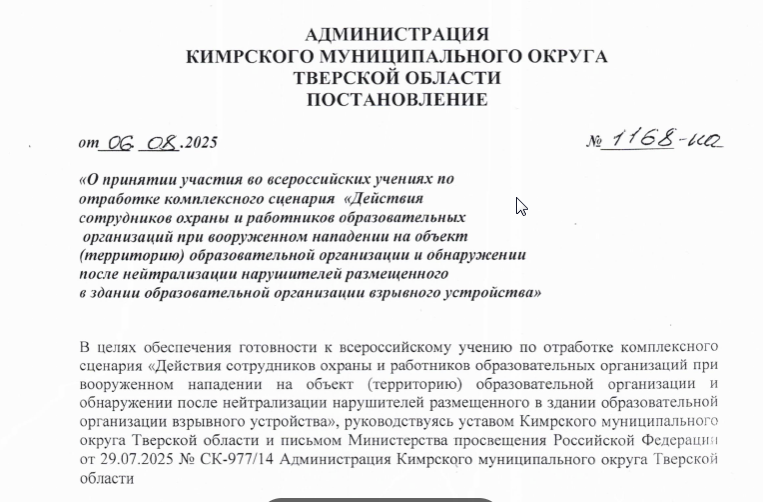 АДМИНИСТРАЦИЯ
КИМРСКОГО МУНИЦИПАЛЬНОГО ОКРУГА
ТВЕРСКОЙ ОБЛАСТИ
ПОСТАНОВЛЕНИЕ
от 06. 08.2025 № 1168-па
«О принятии участия во всероссийских учениях по
отработке комплексного сценария «Действия
сотрудников охраны и работников образовательных
организаций при вооруженном нападении на объект
(территорию) образовательной организации и обнаружении
после нейтрализации нарушителей размещенного
в здании образовательной организации взрывного устройства»
В целях обеспечения готовности к всероссийскому учению по отработке комплексного
сценария «Действия сотрудников охраны и работников образовательных организаций при
вооруженном нападении на объект (территорию) образовательной организации и
обнаружении после нейтрализации нарушителей размещенного в здании образовательной
организации взрывного устройства», руководствуясь уставом Кимрского муниципального
округа Тверской области и письмом Министерства просвещения Российской Федерации
от 29.07.2025 № СК-977/14 Администрация Кимрского муниципального округа Тверской
области